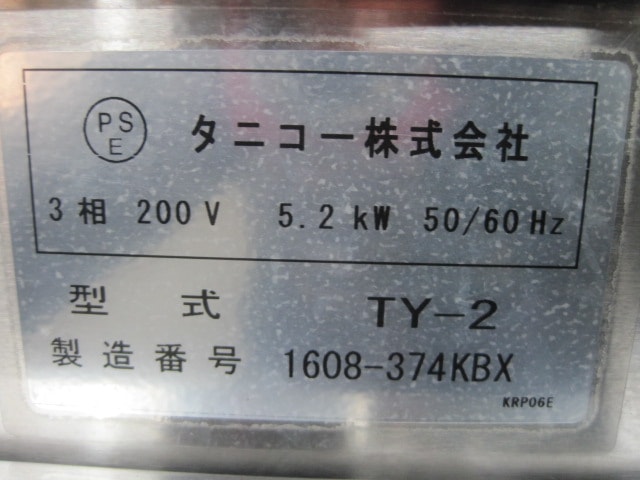 PS
E
タニコー株式会社
3相 200V 5.2kW 50/60Hz
型式 TY-2
製造番号 1608-374KBX
KRP06E